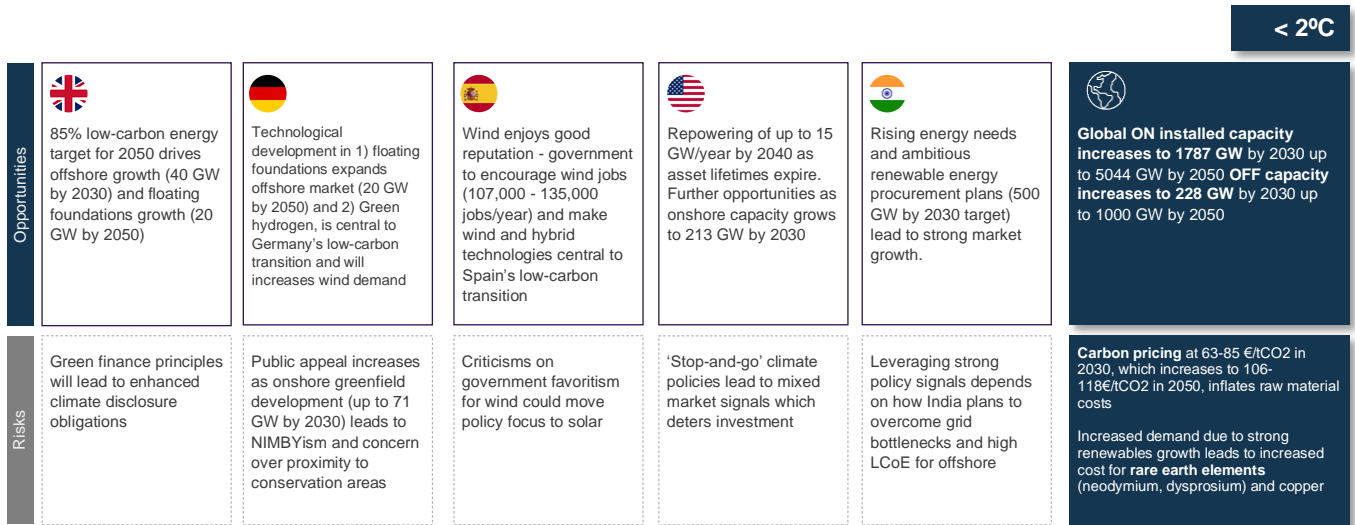 < 2ºC
Opportunities
85% low-carbon energy
target for 2050 drives
offshore growth (40 GW
by 2030) and floating
foundations growth (20
GW by 2050)
Technological
development in 1) floating
foundations expands
offshore market (20 GW
by 2050) and 2) Green
hydrogen, is central to
Germany's low-carbon
transition and will
increases wind demand
Wind enjoys good
reputation - government
to encourage wind jobs
(107,000 - 135,000
jobs/year) and make
wind and hybrid
technologies central to
Spain's low-carbon
transition
Repowering of up to 15
GW/year by 2040 as
asset lifetimes expire.
Further opportunities as
onshore capacity grows
to 213 GW by 2030
Rising energy needs
and ambitious
renewable energy
procurement plans (500
GW by 2030 target)
lead to strong market
growth.
Global ON installed capacity
increases to 1787 GW by 2030 up
to 5044 GW by 2050 OFF capacity
increases to 228 GW by 2030 up
to 1000 GW by 2050
Risks
Green finance principles
will lead to enhanced
climate disclosure
obligations
Public appeal increases
as onshore greenfield
development (up to 71
GW by 2030) leads to
NIMBYism and concern
over proximity to
conservation areas
Criticisms on
government favoritism
for wind could move
policy focus to solar
‘Stop-and-go’ climate
policies lead to mixed
market signals which
deters investment
Leveraging strong
policy signals depends
on how India plans to
overcome grid
bottlenecks and high
LCoE for offshore
Carbon pricing at 63-85 €/tCO2 in
2030, which increases to 106-
118€/tCO2 in 2050, inflates raw material
costs
Increased demand due to strong
renewables growth leads to increased
cost for rare earth elements
(neodymium, dysprosium) and copper